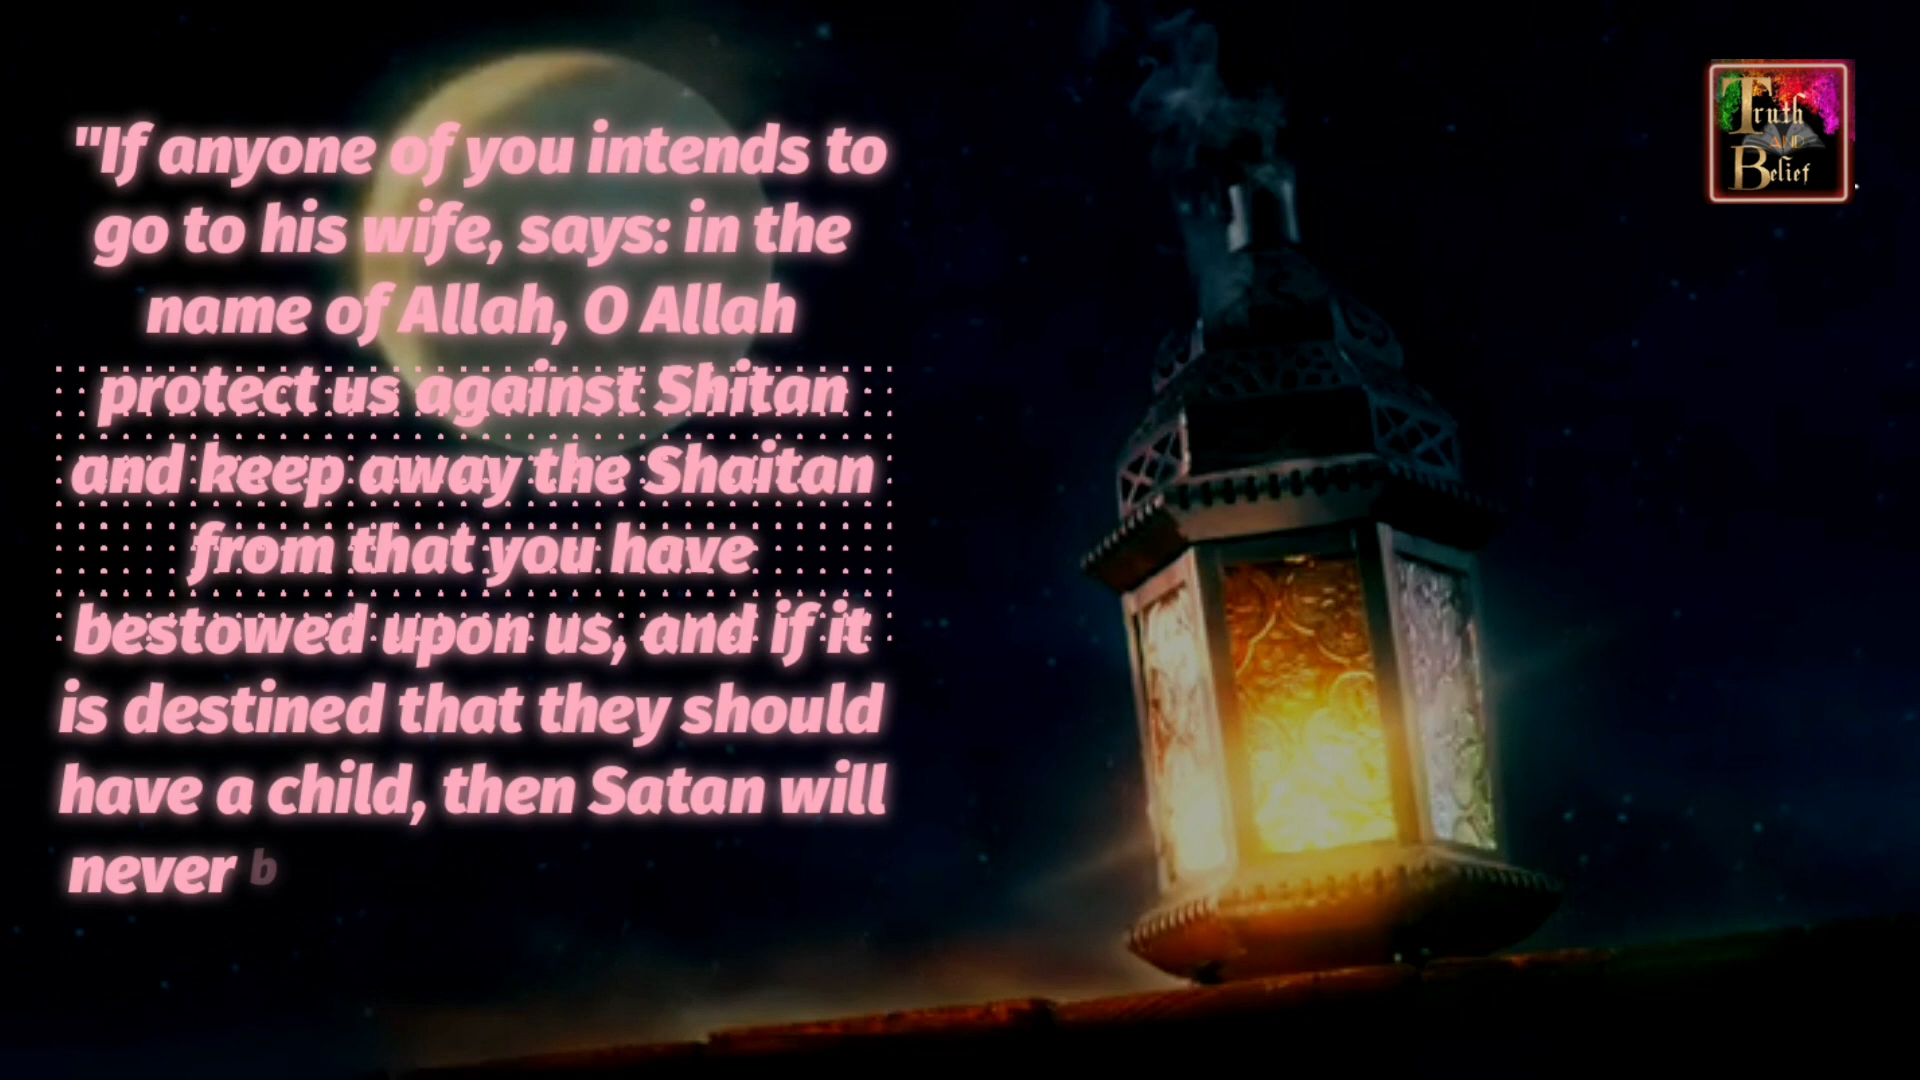 "If anyone of you intends to
go to his wife, says: in the
name of Allah, O Allah
protect us against Shitan
and keep away the Shaitan
from that you have
bestowed upon us, and if it
is destined that they should
have a child, then Satan will
never b
Truth
AND
Belief